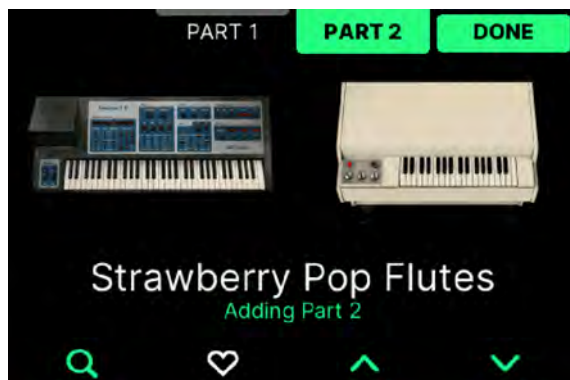 PART 1
PART 2
DONE
Strawberry Pop Flutes
Adding Part 2